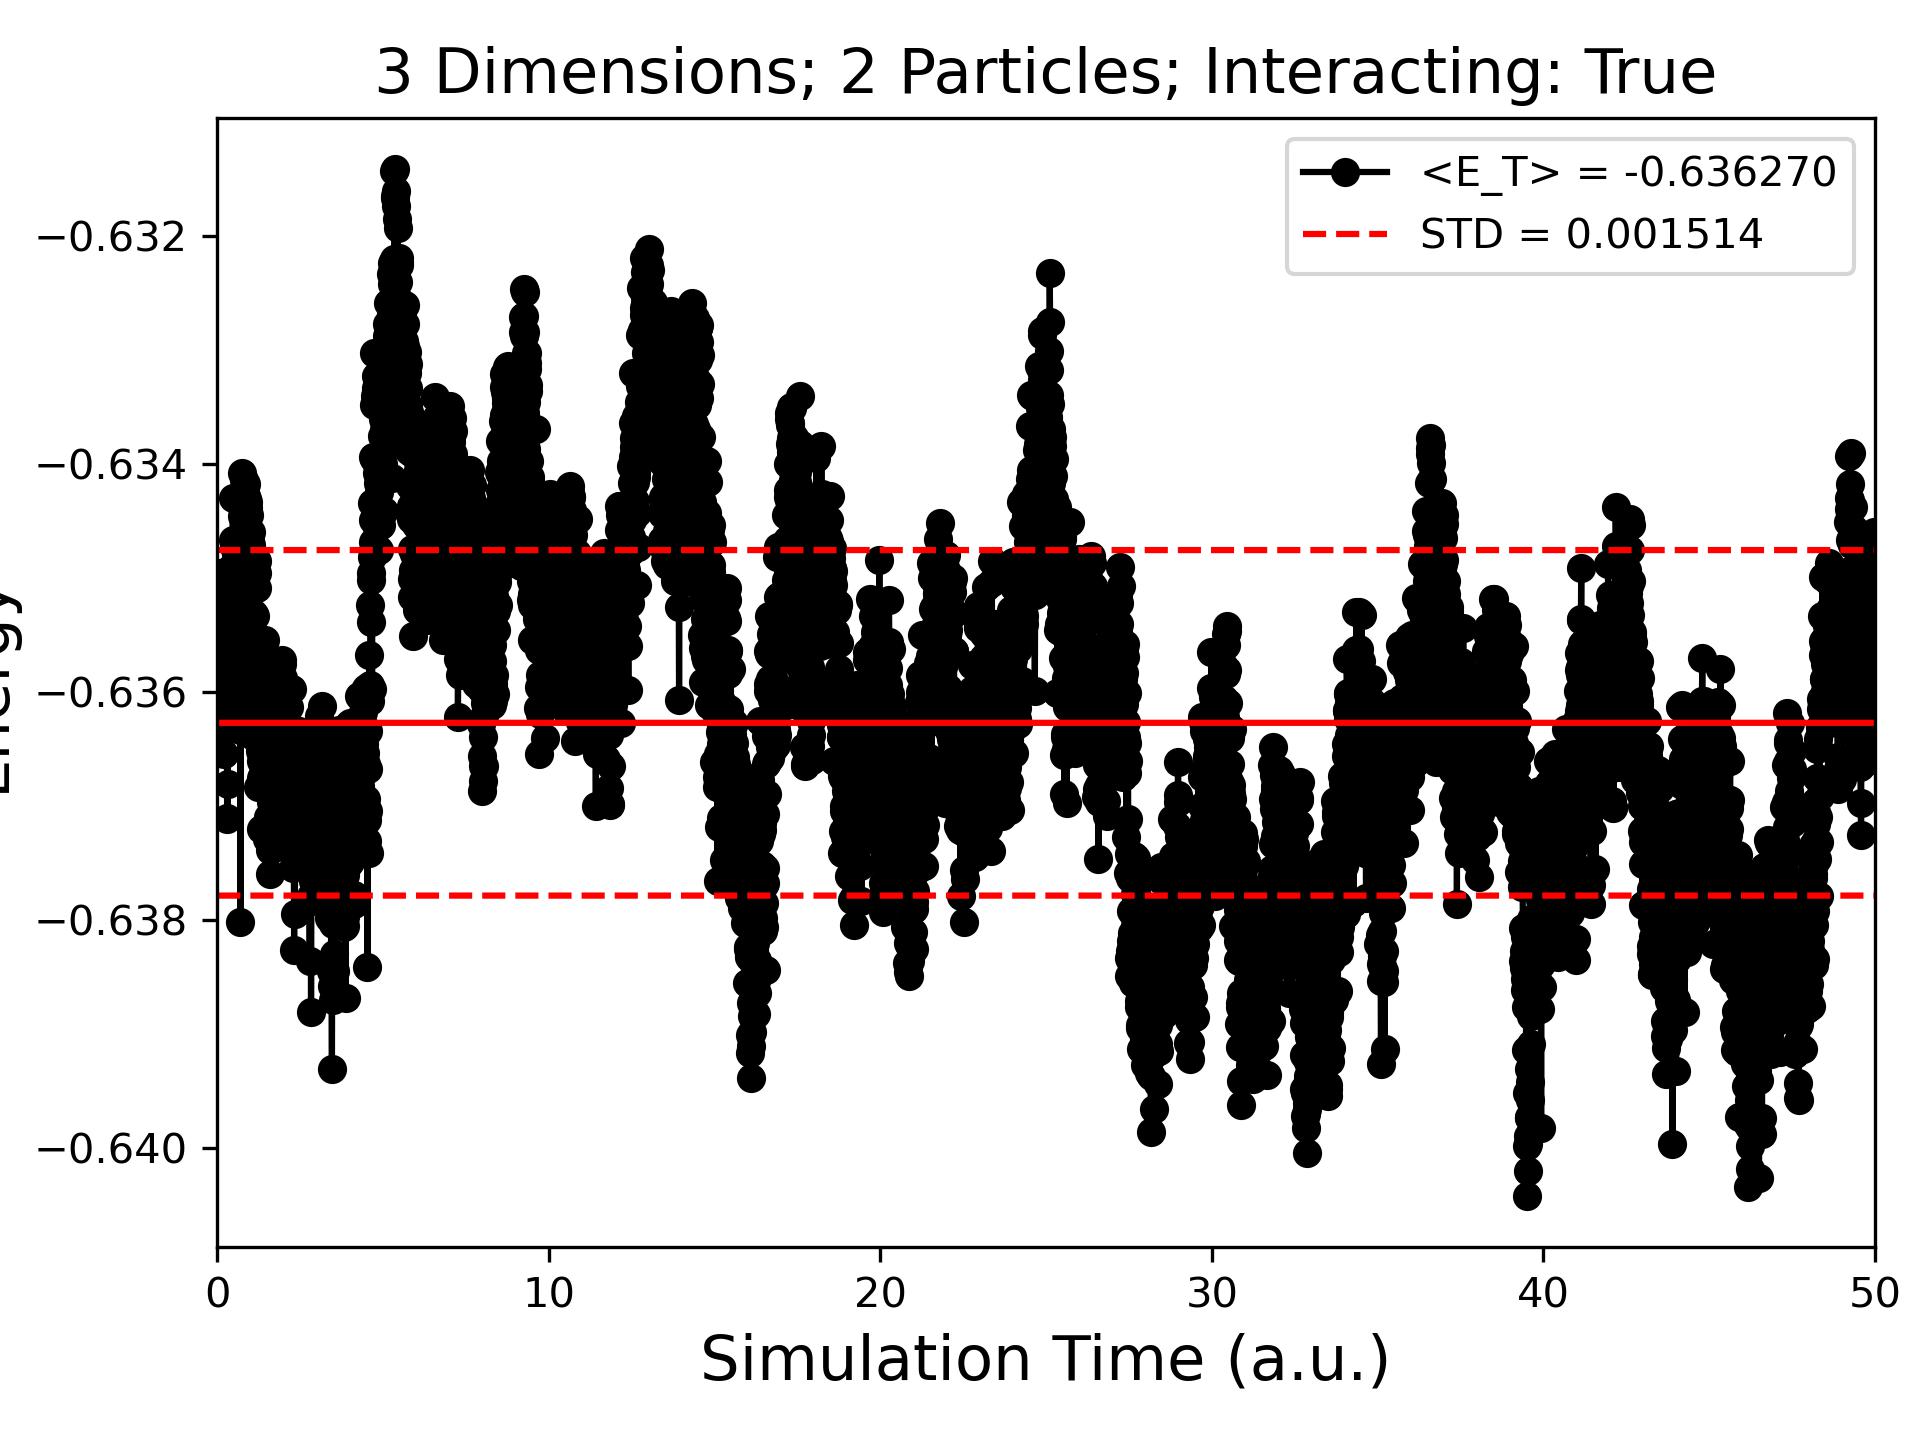 3 Dimensions; 2 Particles; Interacting: True
<E_T> = -0.636270
STD = 0.001514
−0.632
−0.634
−0.636
−0.638
−0.640
Energy
0 10 20 30 40 50
Simulation Time (a.u.)